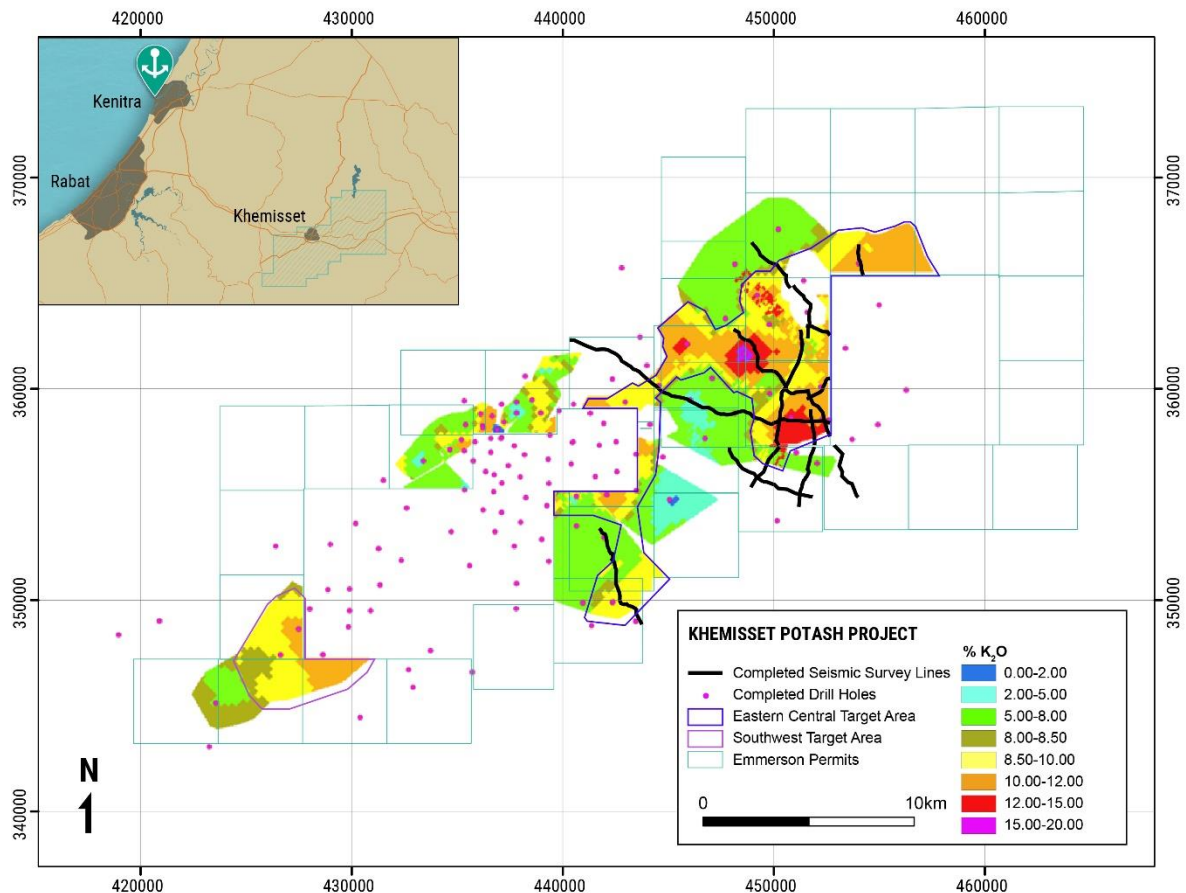 420000 430000 440000 450000 460000
Kenitra
Rabat
Khemisset
370000 370000
360000 360000
350000 350000
340000 340000
N
KHEMISSET POTASH PROJECT
Completed Seismic Survey Lines
Completed Drill Holes
Eastern Central Target Area
Southwest Target Area
Emmerson Permits
0 10km
% K₂O
0.00-2.00
2.00-5.00
5.00-8.00
8.00-8.50
8.50-10.00
10.00-12.00
12.00-15.00
15.00-20.00
420000 430000 440000 450000 460000